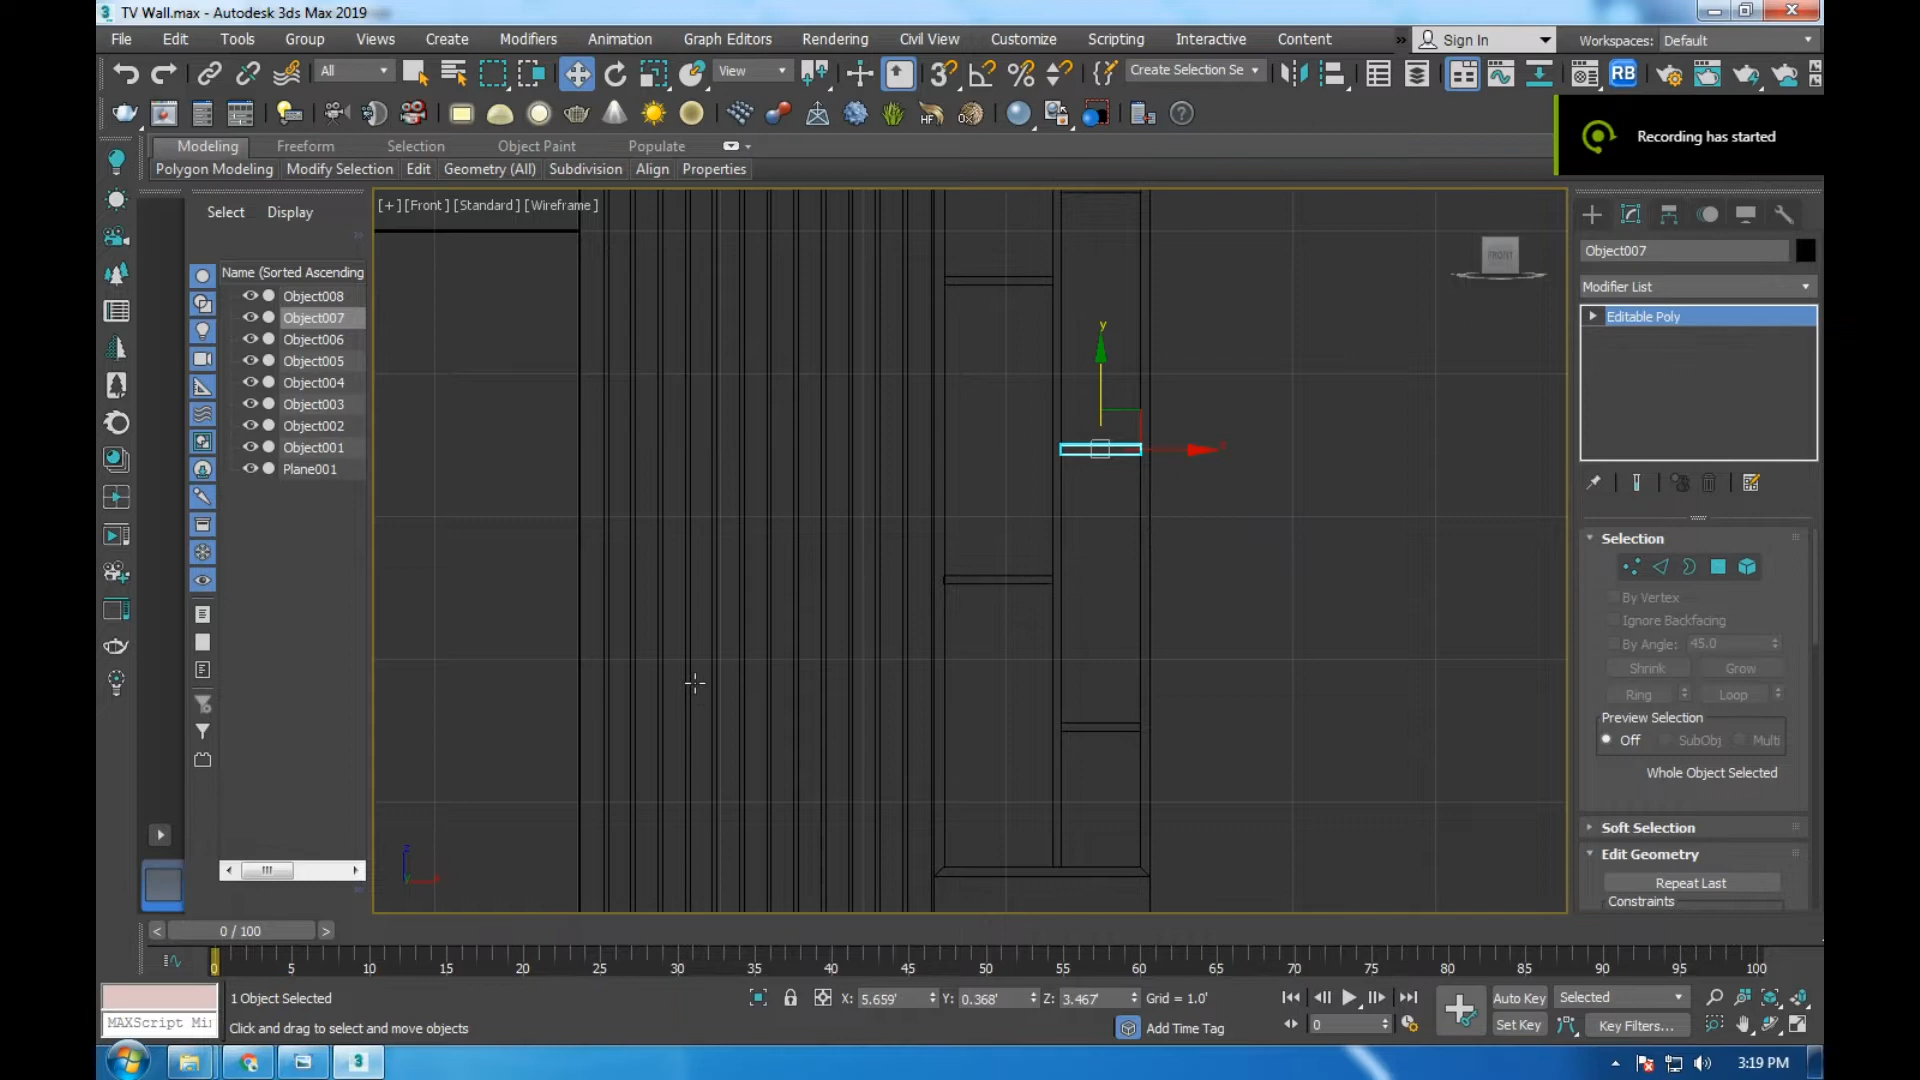 TV Wall.max - Autodesk 3ds Max 2019
File Edit Tools Group Views Create Modifiers Animation Graph Editors Rendering Civil View Customize Scripting Interactive Content » Sign In Workspaces: Default
All View Create Selection Se RB
HF
Recording has started
Modeling Freeform Selection Object Paint Populate
Polygon Modeling Modify Selection Edit Geometry (All) Subdivision Align Properties
Select Display
[+] [Front ] [Standard ] [Wireframe ]
FRONT
Name (Sorted Ascending
Object008
Object007
Object006
Object005
Object004
Object003
Object002
Object001
Plane001
y
x
z
Object007
Modifier List
Editable Poly
Selection
By Vertex
Ignore Backfacing
By Angle: 45.0
Shrink Grow
Ring Loop
Preview Selection
Off SubObj Multi
Whole Object Selected
Soft Selection
Edit Geometry
Repeat Last
Constraints
< 0 / 100 >
0 5 10 15 20 25 30 35 40 45 50 55 60 65 70 75 80 85 90 95 100
1 Object Selected X: 5.659' Y: 0.368' Z: 3.467' Grid = 1.0' Auto Key Selected
MAXScript Mi Click and drag to select and move objects Add Time Tag 0 Set Key Key Filters...
3:19 PM